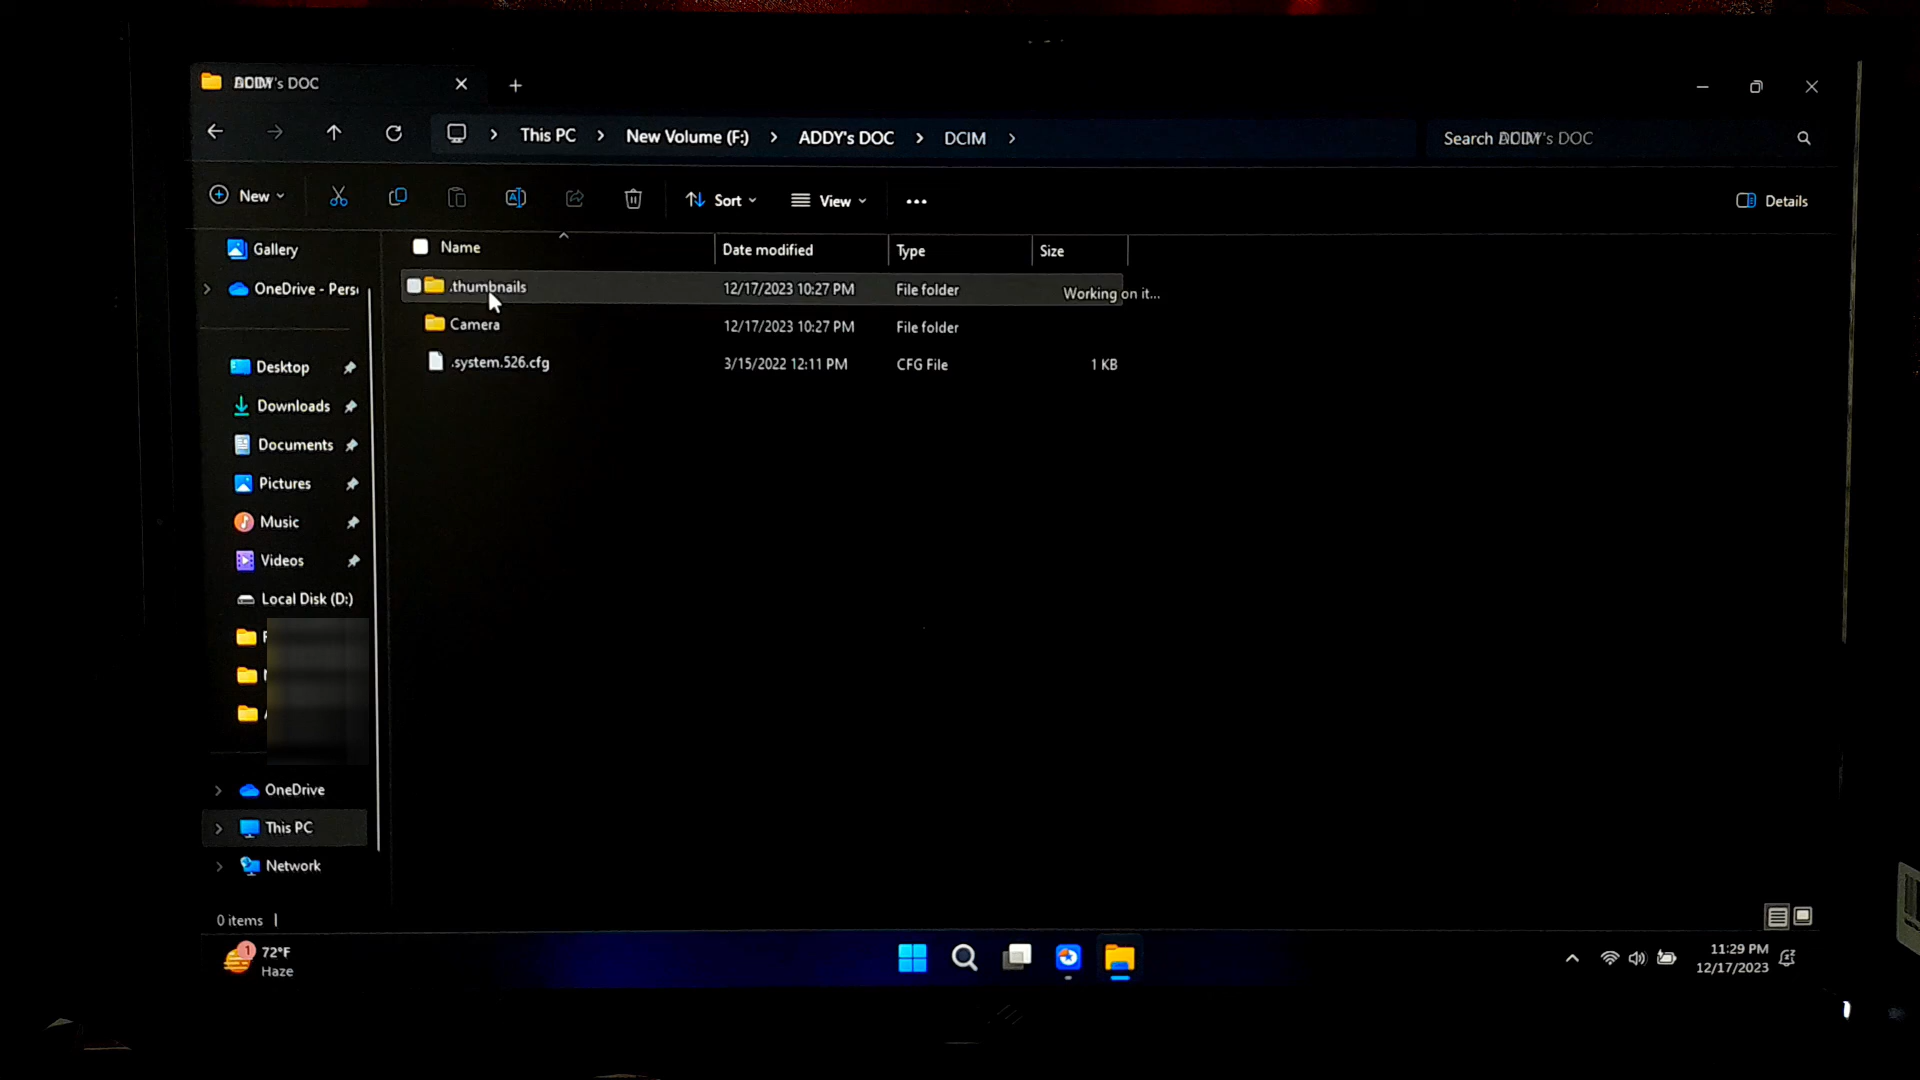 DCIM ADDY's DOC
This PC New Volume (F:) ADDY's DOC DCIM
Search DCIM ADDY's DOC
New Sort View Details
Name Date modified Type Size
.thumbnails 12/17/2023 10:27 PM File folder
Working on it...
Camera 12/17/2023 10:27 PM File folder
.system.526.cfg 3/15/2022 12:11 PM CFG File 1 KB
Gallery
OneDrive - Pers
Desktop
Downloads
Documents
Pictures
Music
Videos
Local Disk (D:)
OneDrive
This PC
Network
0 items
1
72°F
Haze
11:29 PM
12/17/2023